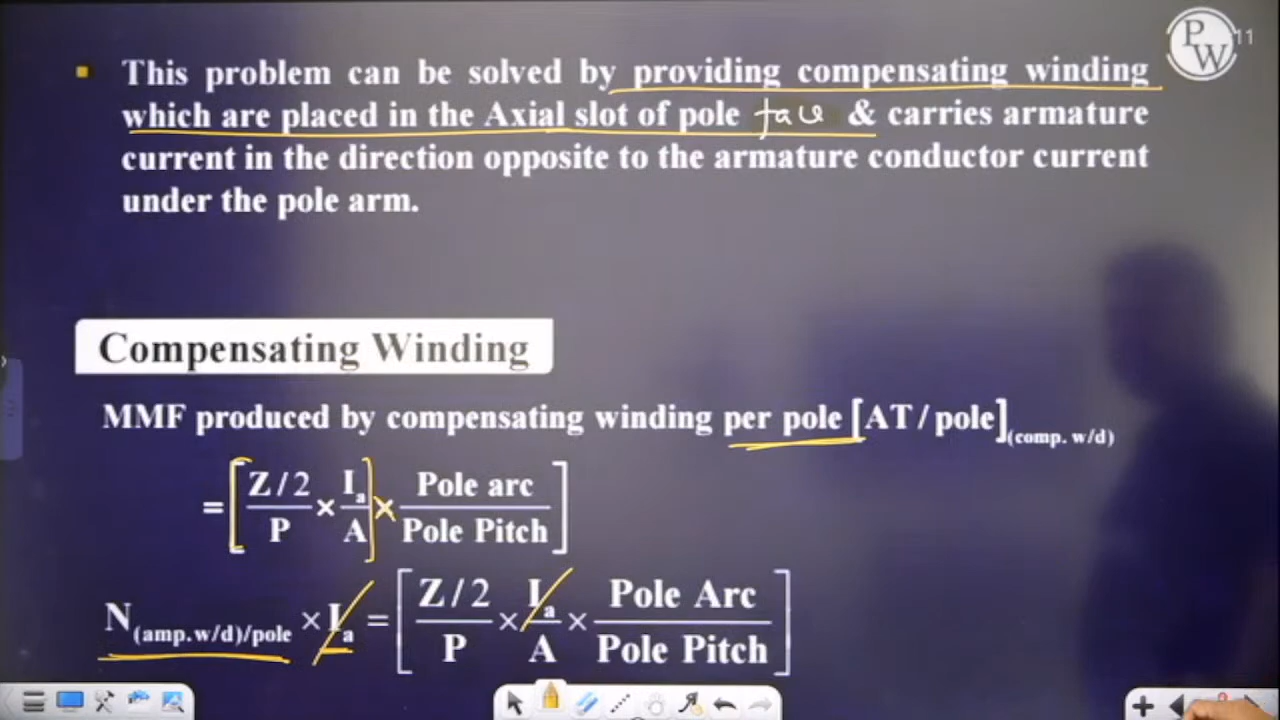 PW 11
This problem can be solved by providing compensating winding
which are placed in the Axial slot of pole face & carries armature
current in the direction opposite to the armature conductor current
under the pole arm.
Compensating Winding
MMF produced by compensating winding per pole [AT/pole](comp. w/d)
= [Z/2 / P × Ia / A × Pole arc / Pole Pitch]
N(amp.w/d)/pole × Ia = [Z/2 / P × Ia / A × Pole Arc / Pole Pitch]